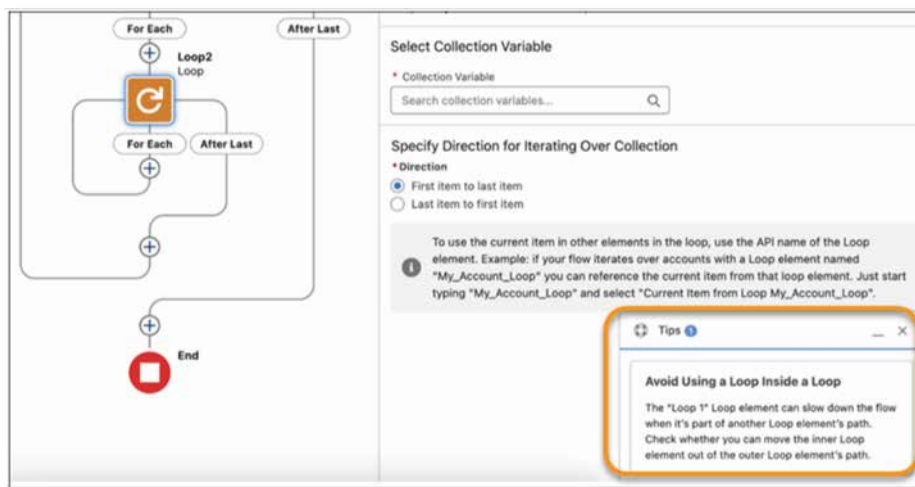 For Each
After Last
Loop2
Loop
For Each
After Last
End
Select Collection Variable
* Collection Variable
Search collection variables...
Specify Direction for Iterating Over Collection
* Direction
First item to last item
Last item to first item
To use the current item in other elements in the loop, use the API name of the Loop
element. Example: if your flow iterates over accounts with a Loop element named
"My_Account_Loop" you can reference the current item from that loop element. Just start
typing "My_Account_Loop" and select "Current Item from Loop My_Account_Loop".
Tips 1
Avoid Using a Loop Inside a Loop
The "Loop 1" Loop element can slow down the flow
when it's part of another Loop element's path.
Check whether you can move the inner Loop
element out of the outer Loop element's path.